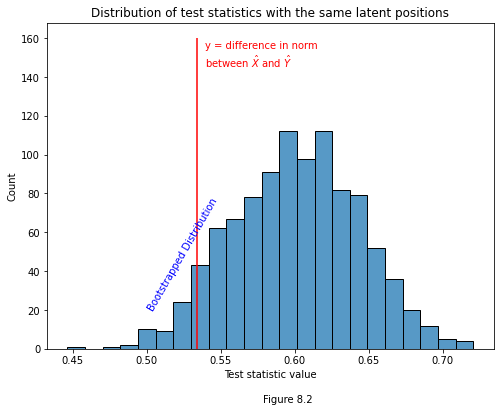 Distribution of test statistics with the same latent positions
160
140
120
100
80
60
40
20
0
Count
y = difference in norm
between X̂ and Ŷ
Bootstrapped Distribution
0.45 0.50 0.55 0.60 0.65 0.70
Test statistic value
Figure 8.2